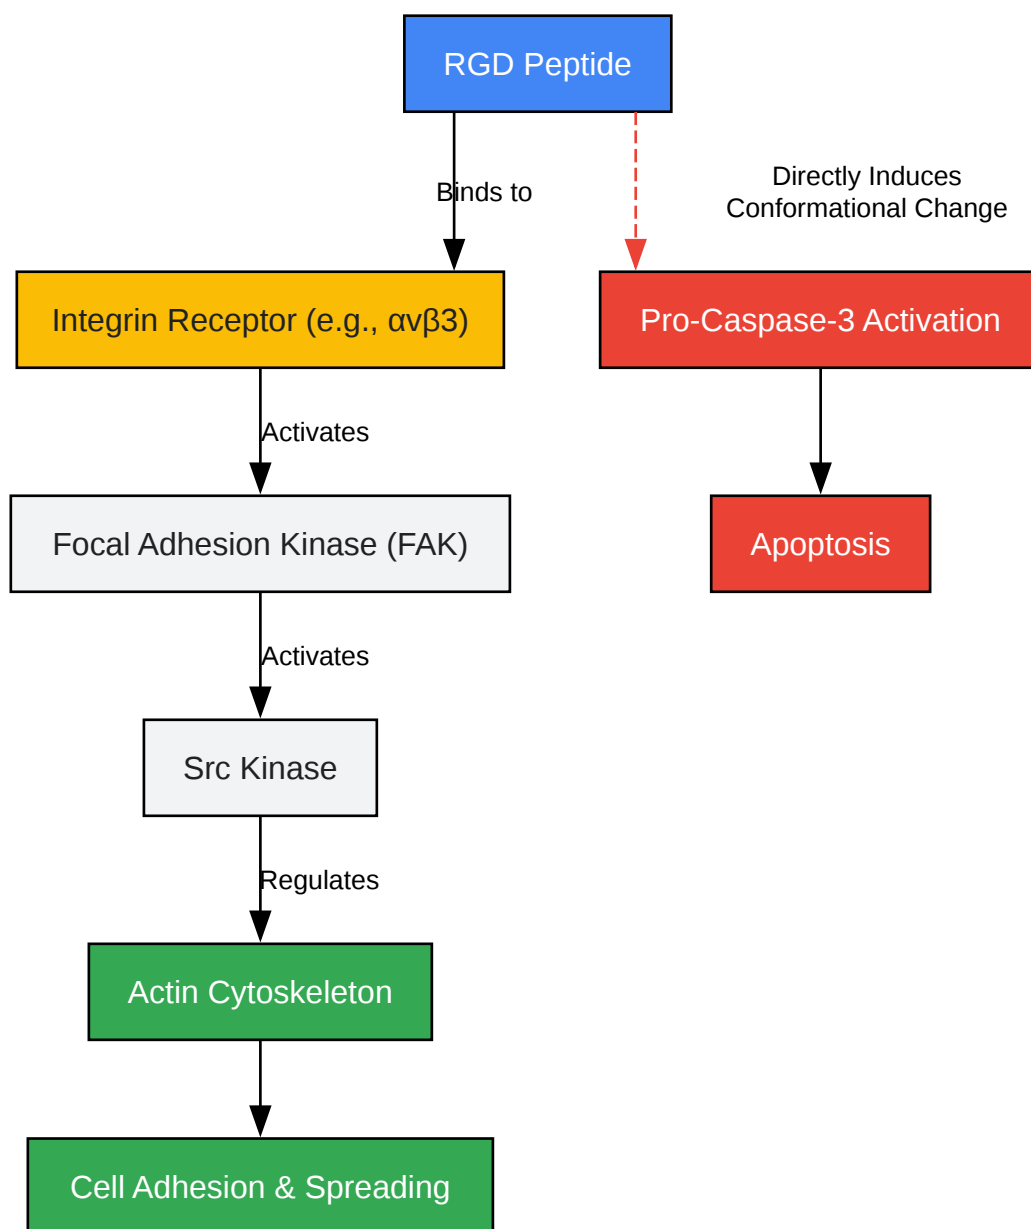 RGD Peptide
Binds to
Directly Induces
Conformational Change
Integrin Receptor (e.g., αvβ3)
Pro-Caspase-3 Activation
Activates
Focal Adhesion Kinase (FAK)
Apoptosis
Activates
Src Kinase
Regulates
Actin Cytoskeleton
Cell Adhesion & Spreading